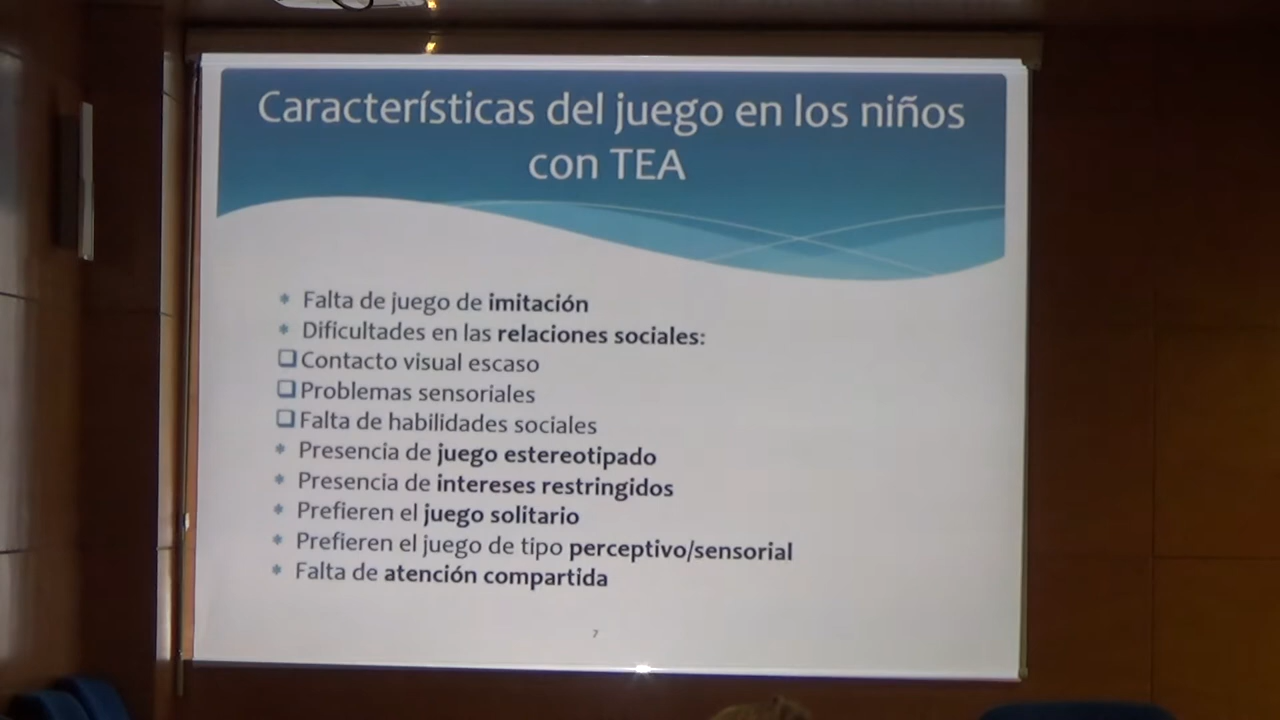 Características del juego en los niños
con TEA
Falta de juego de imitación
Dificultades en las relaciones sociales:
Contacto visual escaso
Problemas sensoriales
Falta de habilidades sociales
Presencia de juego estereotipado
Presencia de intereses restringidos
Prefieren el juego solitario
Prefieren el juego de tipo perceptivo/sensorial
Falta de atención compartida
7